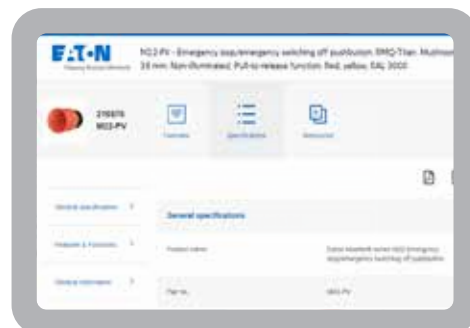 EATON
Powering Business Worldwide
M22-PV - Emergency stop/emergency switching off pushbutton, RMQ-Titan, Mushroom
38 mm, Non-illuminated, Pull-to-release function, Red, yellow, RAL 3000
216876
M22-PV
Overview
Specifications
Resources
General specifications
General specifications
Features & Functions
Product name
Eaton Moeller® series M22 Emergency
stop/emergency switching off pushbutton
General information
Part no.
M22-PV